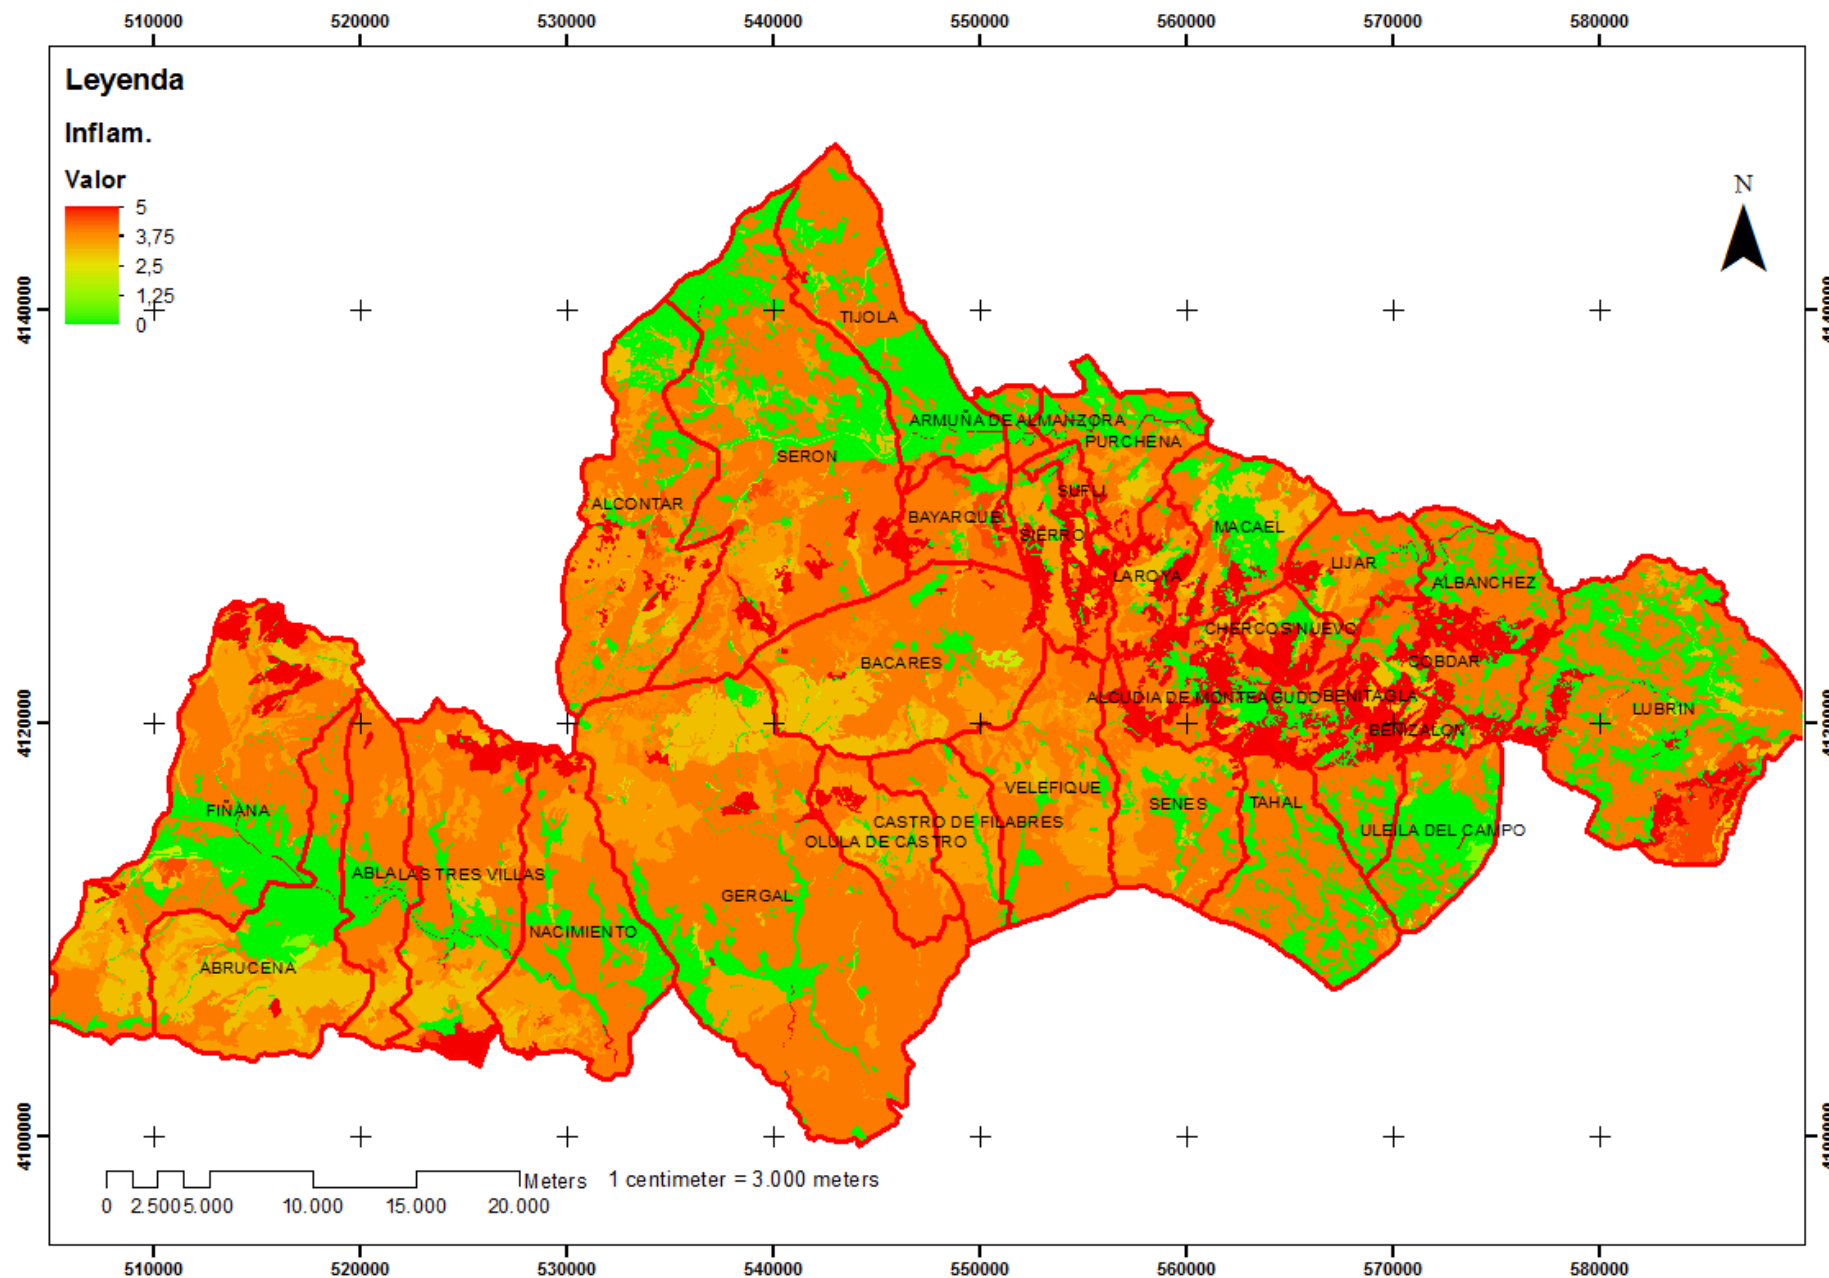 510000 520000 530000 540000 550000 560000 570000 580000
Leyenda
Inflam.
Valor
5
3,75
2,5
1,25
0
N
4140000 4140000
TIJOLA
ARMUÑA DE ALMANZORA
PURCHENA
SERON
SUFLI
ALCONTAR
BAYARQUE
MACAEL
SIERRO
LIJAR
LAROYA
ALBANCHEZ
CHERCOS NUEVO
BACARES
COBDAR
ALCUDIA DE MONTEAGUDO
BENITAGLA
LUBRIN
4120000 4120000
BENIZALON
VELEFIQUE
SENES
TAHAL
FIÑANA
CASTRO DE FILABRES
ULEILA DEL CAMPO
OLULA DE CASTRO
ABLA
LAS TRES VILLAS
GERGAL
NACIMIENTO
ABRUCENA
4100000 4100000
Meters 1 centimeter = 3.000 meters
0 2.500 5.000 10.000 15.000 20.000
510000 520000 530000 540000 550000 560000 570000 580000